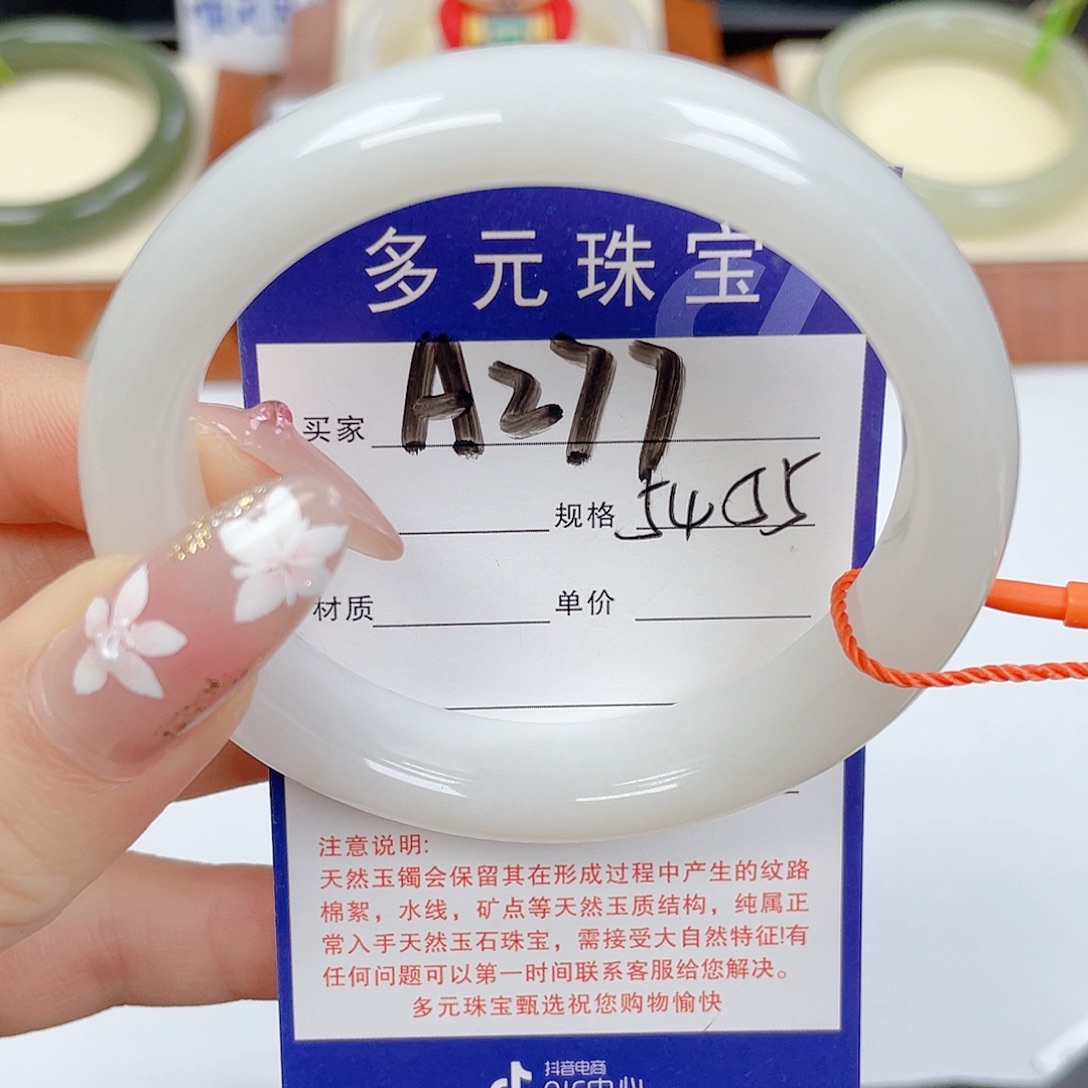 多元珠宝
买家 A277
规格 5405
材质 单价
注意说明:
天然玉镯会保留其在形成过程中产生的纹路
棉絮，水线，矿点等天然玉质结构，纯属正
常入手天然玉石珠宝，需接受大自然特征!有
任何问题可以第一时间联系客服给您解决。
多元珠宝甄选祝您购物愉快
抖音电商